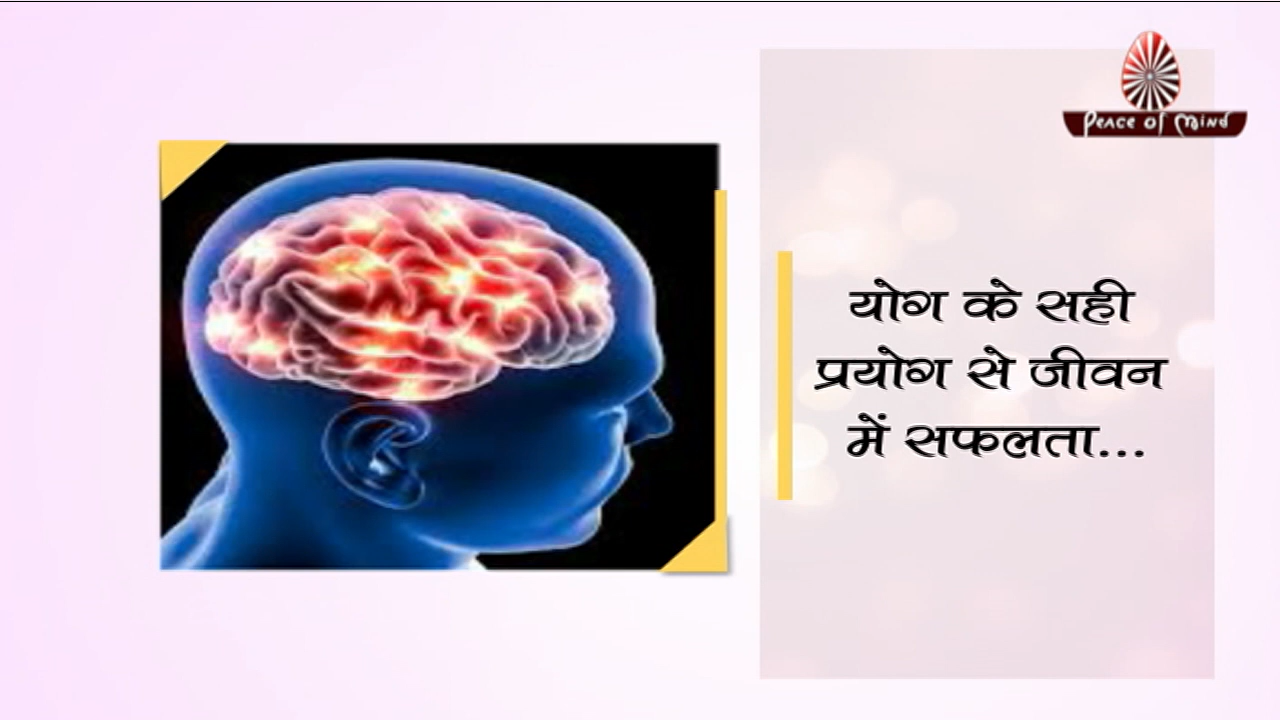 Peace of Mind
योग के सही
प्रयोग से जीवन
में सफलता...